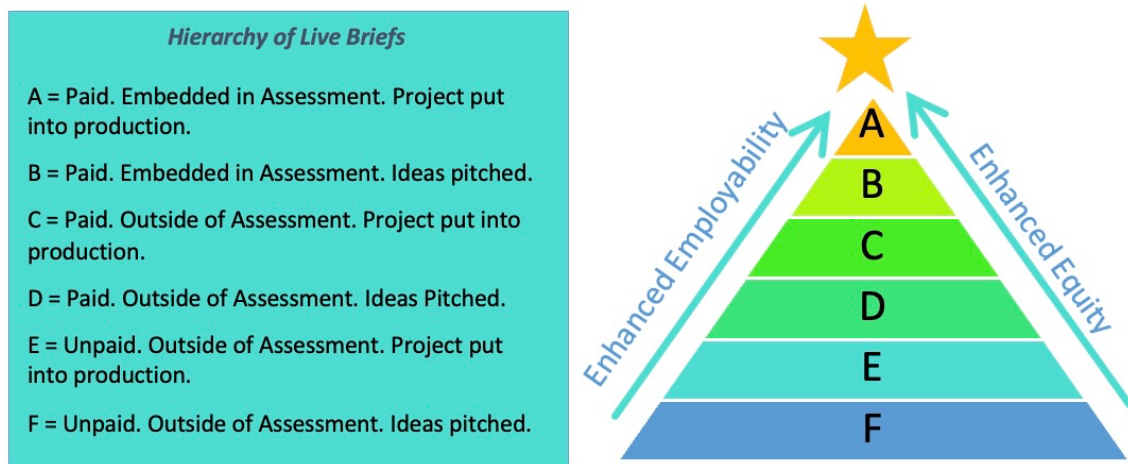 Hierarchy of Live Briefs
A = Paid. Embedded in Assessment. Project put
into production.
B = Paid. Embedded in Assessment. Ideas pitched.
C = Paid. Outside of Assessment. Project put into
production.
D = Paid. Outside of Assessment. Ideas Pitched.
E = Unpaid. Outside of Assessment. Project put
into production.
F = Unpaid. Outside of Assessment. Ideas pitched.
Enhanced Employability
Enhanced Equity
A
B
C
D
E
F